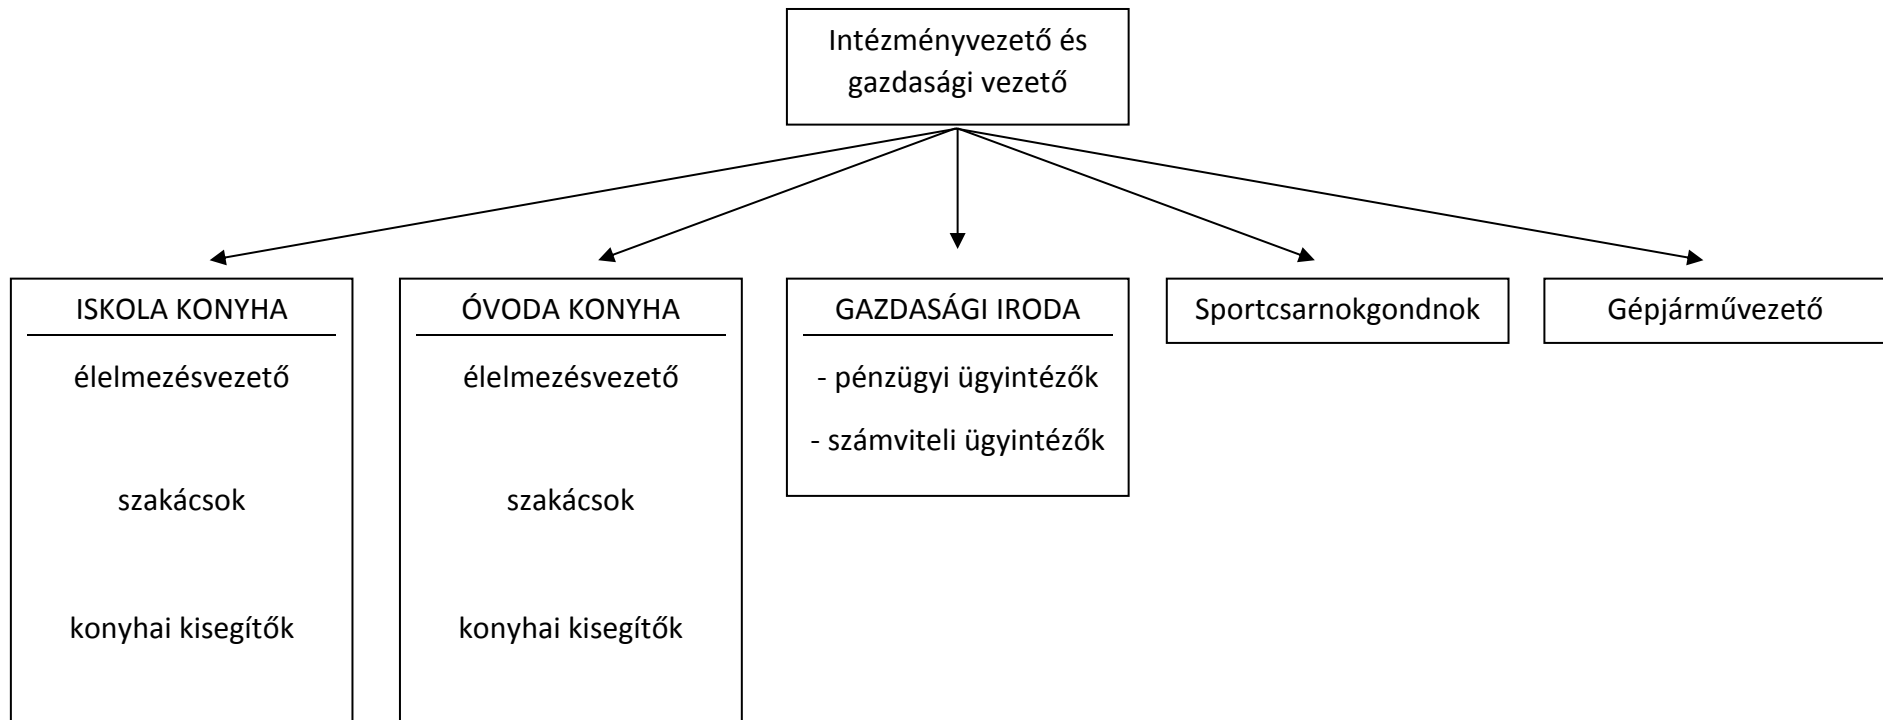 Intézményvezető és
gazdasági vezető
ISKOLA KONYHA
élelmezésvezető
szakácsok
konyhai kisegítők
ÓVODA KONYHA
élelmezésvezető
szakácsok
konyhai kisegítők
GAZDASÁGI IRODA
- pénzügyi ügyintézők
- számviteli ügyintézők
Sportcsarnokgondnok
Gépjárművezető